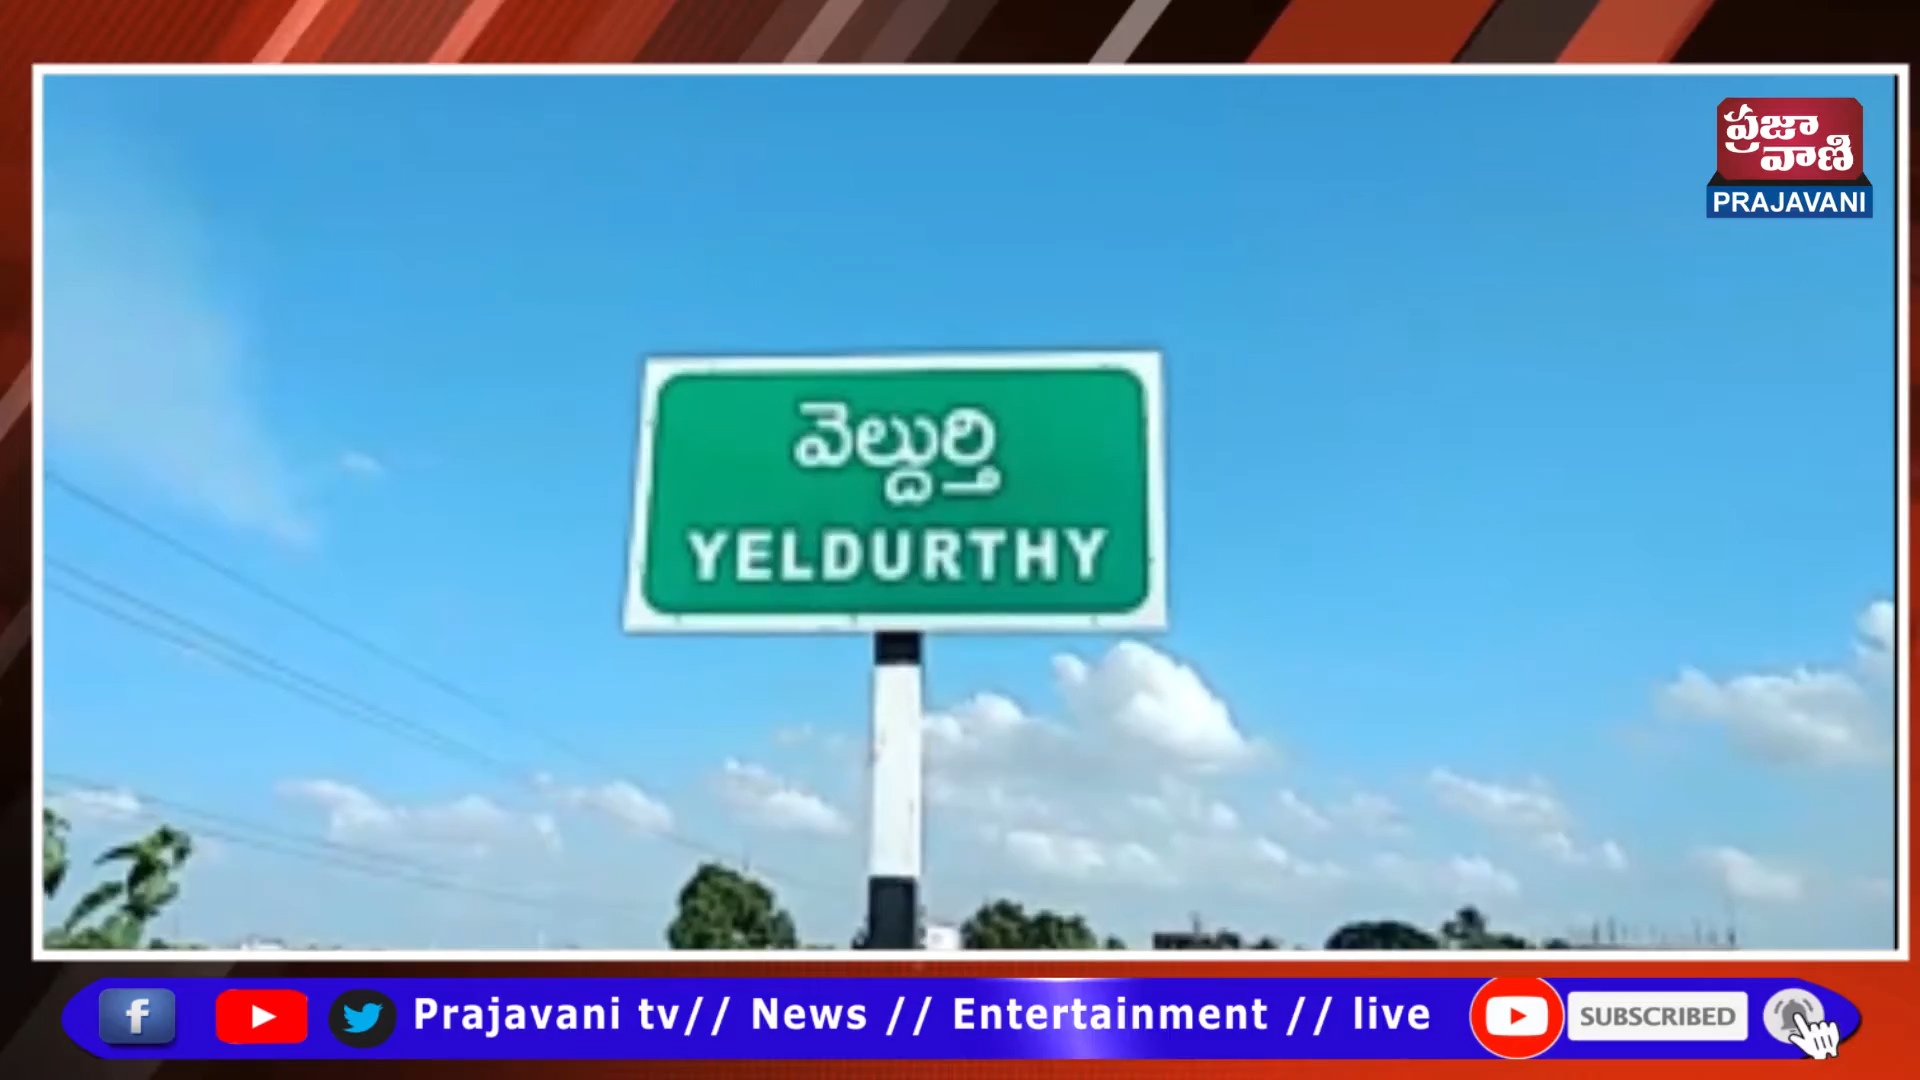 ప్రజా
వాణి
PRAJAVANI
వెల్దుర్తి
YELDURTHY
Prajavani tv// News // Entertainment // live
SUBSCRIBED